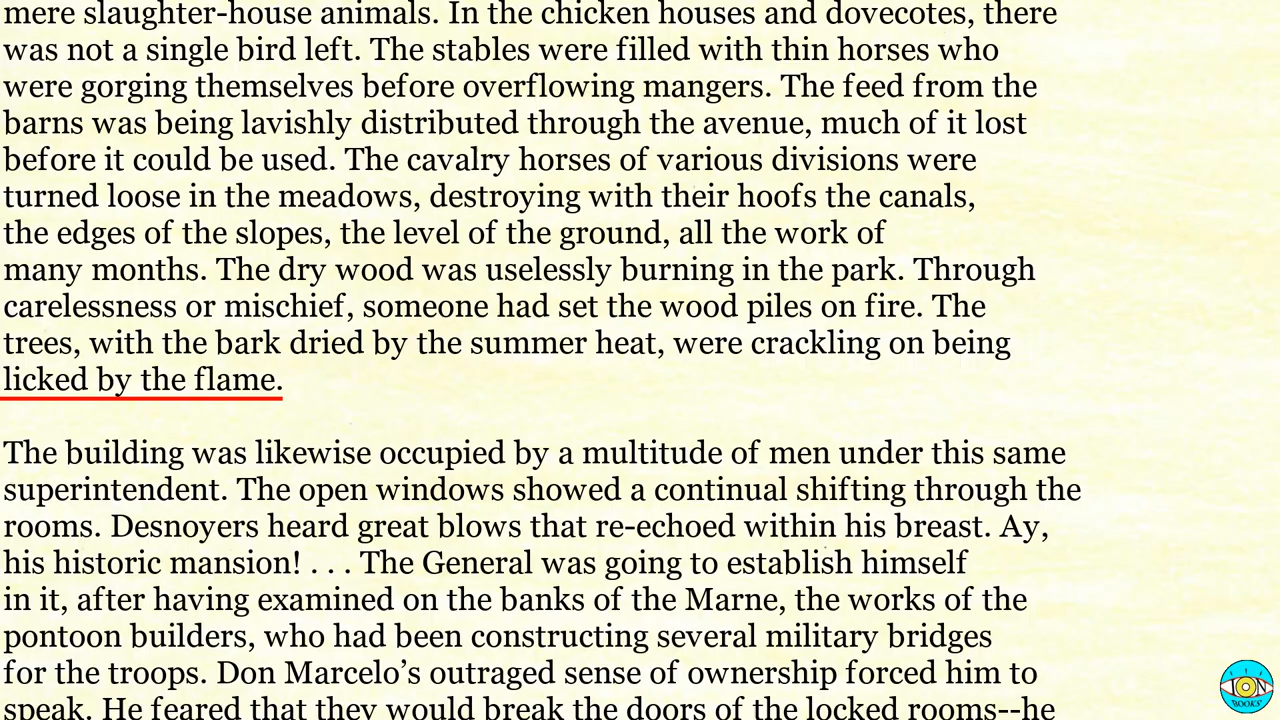 mere slaughter-house animals. In the chicken houses and dovecotes, there
was not a single bird left. The stables were filled with thin horses who
were gorging themselves before overflowing mangers. The feed from the
barns was being lavishly distributed through the avenue, much of it lost
before it could be used. The cavalry horses of various divisions were
turned loose in the meadows, destroying with their hoofs the canals,
the edges of the slopes, the level of the ground, all the work of
many months. The dry wood was uselessly burning in the park. Through
carelessness or mischief, someone had set the wood piles on fire. The
trees, with the bark dried by the summer heat, were crackling on being
licked by the flame.
The building was likewise occupied by a multitude of men under this same
superintendent. The open windows showed a continual shifting through the
rooms. Desnoyers heard great blows that re-echoed within his breast. Ay,
his historic mansion! . . . The General was going to establish himself
in it, after having examined on the banks of the Marne, the works of the
pontoon builders, who had been constructing several military bridges
for the troops. Don Marcelo’s outraged sense of ownership forced him to
speak. He feared that they would break the doors of the locked rooms--he
ION
BOOKS